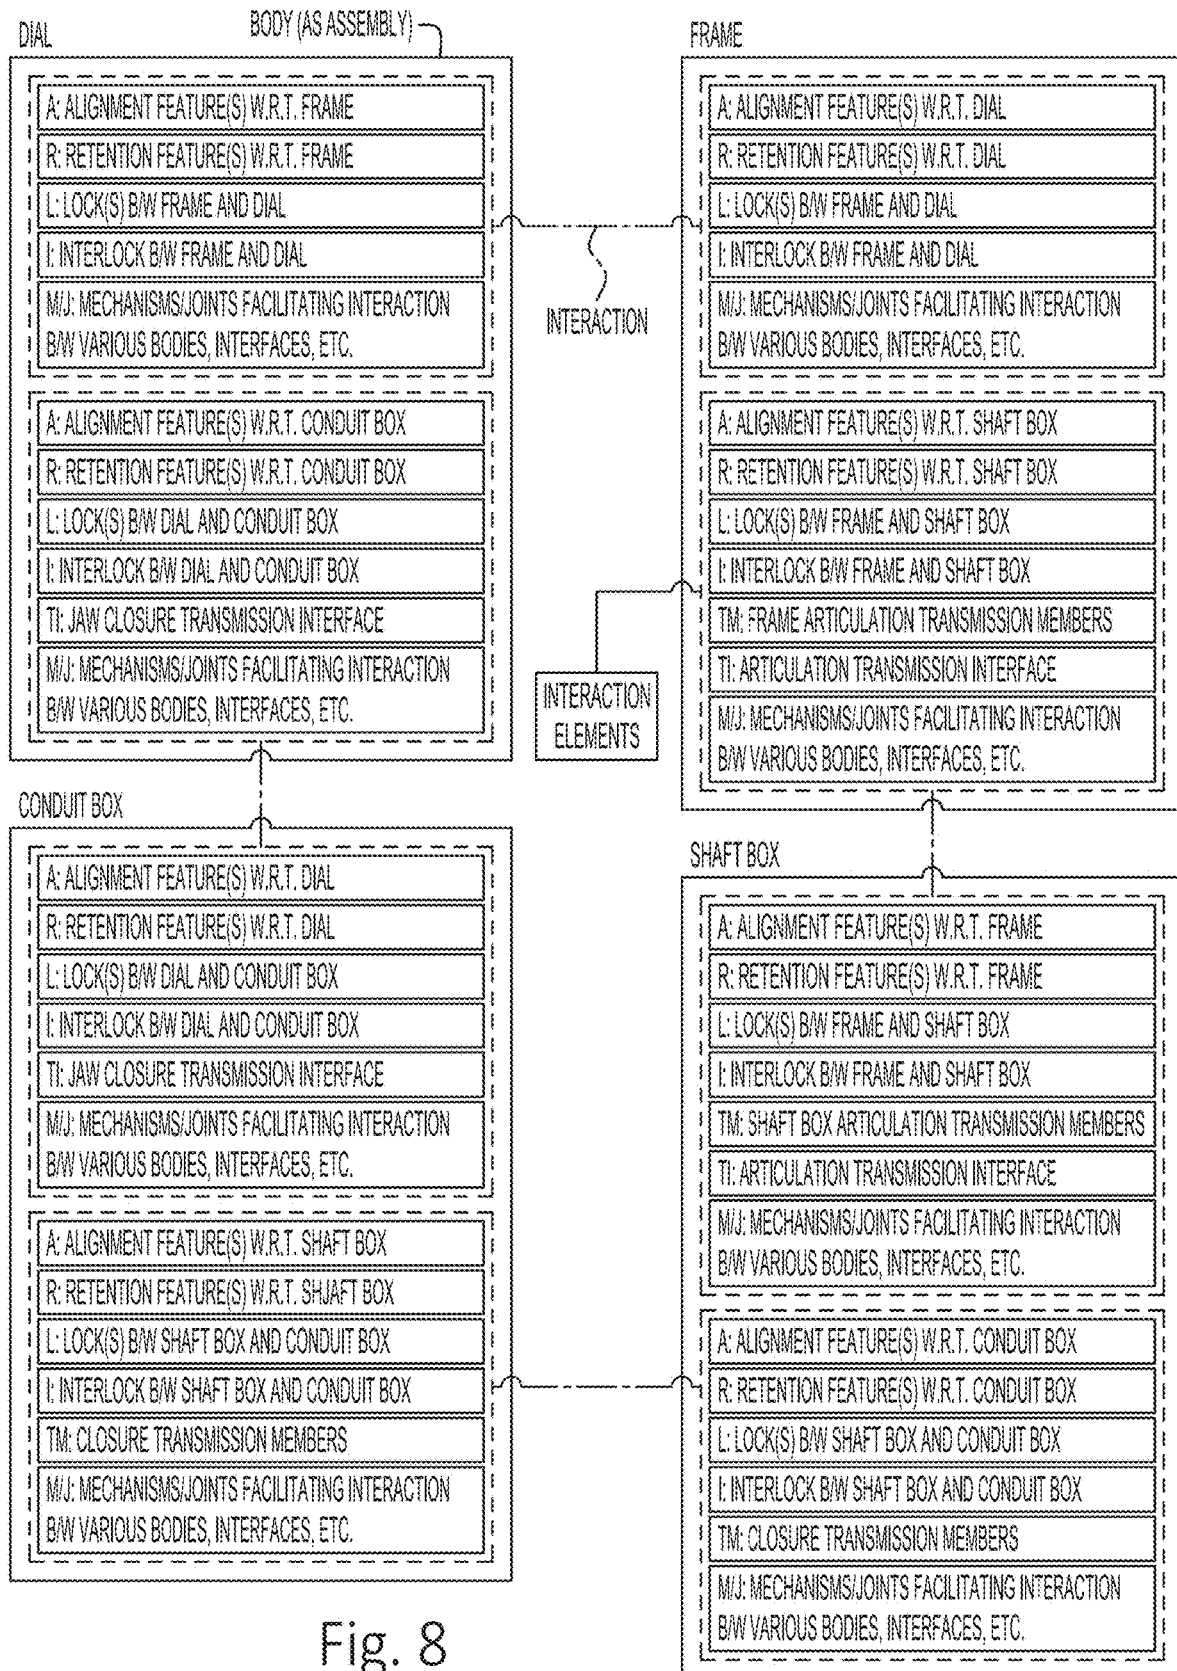 DIAL
BODY (AS ASSEMBLY)
A: ALIGNMENT FEATURE(S) W.R.T. FRAME
R: RETENTION FEATURE(S) W.R.T. FRAME
L: LOCK(S) B/W FRAME AND DIAL
I: INTERLOCK B/W FRAME AND DIAL
M/J: MECHANISMS/JOINTS FACILITATING INTERACTION
B/W VARIOUS BODIES, INTERFACES, ETC.
A: ALIGNMENT FEATURE(S) W.R.T. CONDUIT BOX
R: RETENTION FEATURE(S) W.R.T. CONDUIT BOX
L: LOCK(S) B/W DIAL AND CONDUIT BOX
I: INTERLOCK B/W DIAL AND CONDUIT BOX
TI: JAW CLOSURE TRANSMISSION INTERFACE
M/J: MECHANISMS/JOINTS FACILITATING INTERACTION
B/W VARIOUS BODIES, INTERFACES, ETC.
INTERACTION
FRAME
A: ALIGNMENT FEATURE(S) W.R.T. DIAL
R: RETENTION FEATURE(S) W.R.T. DIAL
L: LOCK(S) B/W FRAME AND DIAL
I: INTERLOCK B/W FRAME AND DIAL
M/J: MECHANISMS/JOINTS FACILITATING INTERACTION
B/W VARIOUS BODIES, INTERFACES, ETC.
A: ALIGNMENT FEATURE(S) W.R.T. SHAFT BOX
R: RETENTION FEATURE(S) W.R.T. SHAFT BOX
L: LOCK(S) B/W FRAME AND SHAFT BOX
I: INTERLOCK B/W FRAME AND SHAFT BOX
TM: FRAME ARTICULATION TRANSMISSION MEMBERS
TI: ARTICULATION TRANSMISSION INTERFACE
M/J: MECHANISMS/JOINTS FACILITATING INTERACTION
B/W VARIOUS BODIES, INTERFACES, ETC.
INTERACTION
ELEMENTS
CONDUIT BOX
A: ALIGNMENT FEATURE(S) W.R.T. DIAL
R: RETENTION FEATURE(S) W.R.T. DIAL
L: LOCK(S) B/W DIAL AND CONDUIT BOX
I: INTERLOCK B/W DIAL AND CONDUIT BOX
TI: JAW CLOSURE TRANSMISSION INTERFACE
M/J: MECHANISMS/JOINTS FACILITATING INTERACTION
B/W VARIOUS BODIES, INTERFACES, ETC.
A: ALIGNMENT FEATURE(S) W.R.T. SHAFT BOX
R: RETENTION FEATURE(S) W.R.T. SHJAFT BOX
L: LOCK(S) B/W SHAFT BOX AND CONDUIT BOX
I: INTERLOCK B/W SHAFT BOX AND CONDUIT BOX
TM: CLOSURE TRANSMISSION MEMBERS
M/J: MECHANISMS/JOINTS FACILITATING INTERACTION
B/W VARIOUS BODIES, INTERFACES, ETC.
SHAFT BOX
A: ALIGNMENT FEATURE(S) W.R.T. FRAME
R: RETENTION FEATURE(S) W.R.T. FRAME
L: LOCK(S) B/W FRAME AND SHAFT BOX
I: INTERLOCK B/W FRAME AND SHAFT BOX
TM: SHAFT BOX ARTICULATION TRANSMISSION MEMBERS
TI: ARTICULATION TRANSMISSION INTERFACE
M/J: MECHANISMS/JOINTS FACILITATING INTERACTION
B/W VARIOUS BODIES, INTERFACES, ETC.
A: ALIGNMENT FEATURE(S) W.R.T. CONDUIT BOX
R: RETENTION FEATURE(S) W.R.T. CONDUIT BOX
L: LOCK(S) B/W SHAFT BOX AND CONDUIT BOX
I: INTERLOCK B/W SHAFT BOX AND CONDUIT BOX
TM: CLOSURE TRANSMISSION MEMBERS
M/J: MECHANISMS/JOINTS FACILITATING INTERACTION
B/W VARIOUS BODIES, INTERFACES, ETC.
Fig. 8